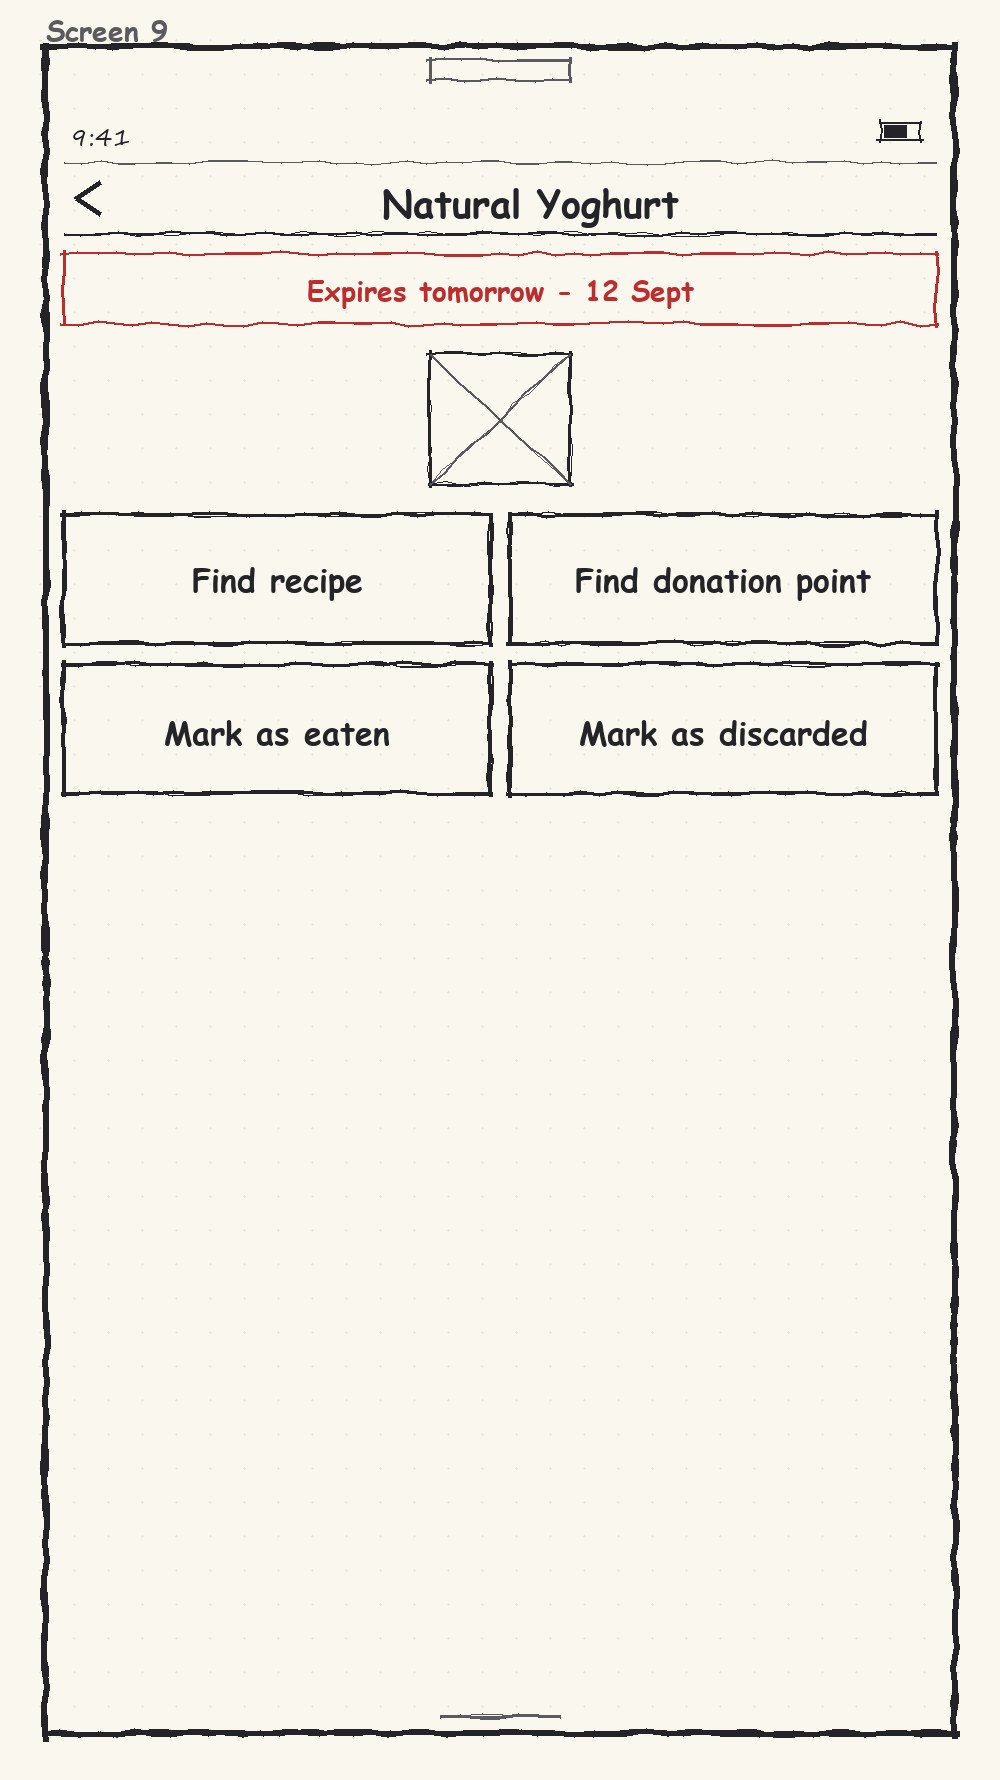 Screen 9
9:41
Natural Yoghurt
Expires tomorrow - 12 Sept
Find recipe
Find donation point
Mark as eaten
Mark as discarded